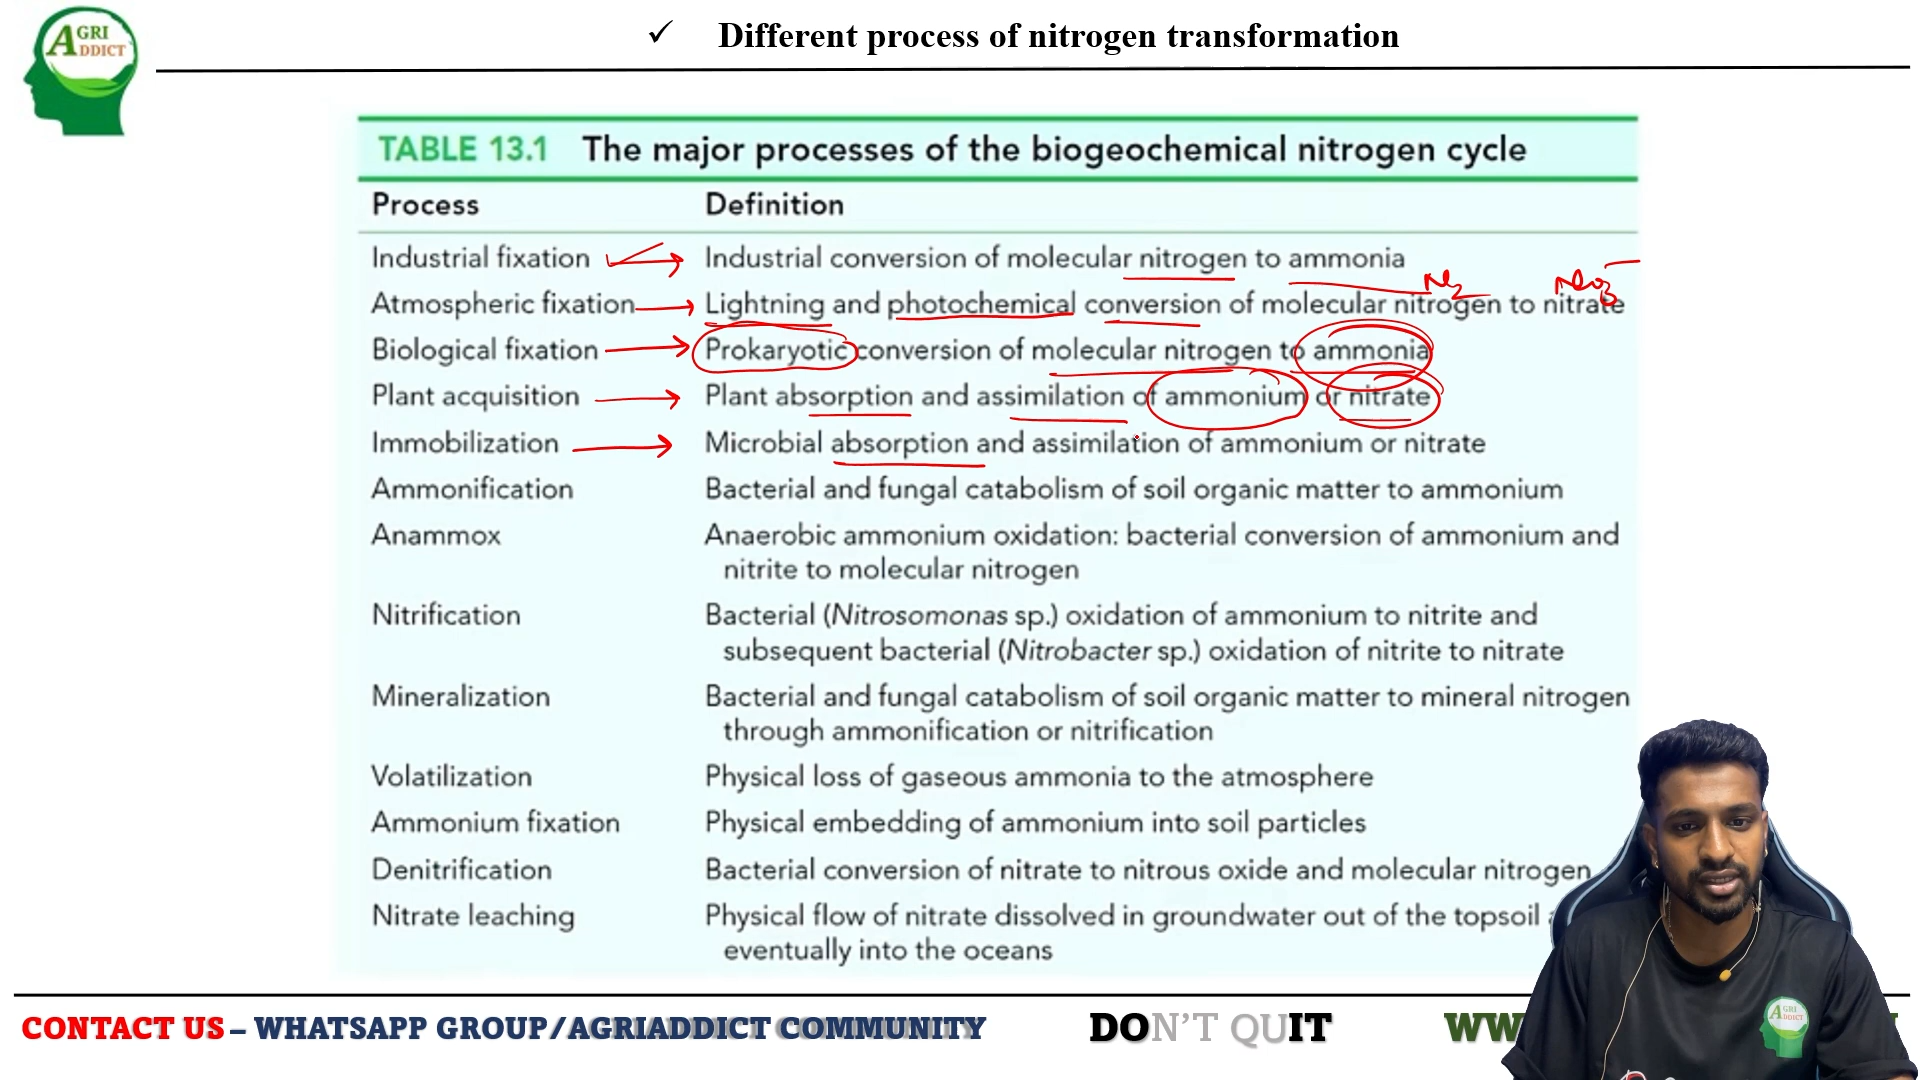 AGRI
ADDICT
✓ Different process of nitrogen transformation
TABLE 13.1 The major processes of the biogeochemical nitrogen cycle
Process Definition
Industrial fixation Industrial conversion of molecular nitrogen to ammonia
N2 NO3-
Atmospheric fixation Lightning and photochemical conversion of molecular nitrogen to nitrate
Biological fixation Prokaryotic conversion of molecular nitrogen to ammonia
Plant acquisition Plant absorption and assimilation of ammonium or nitrate
Immobilization Microbial absorption and assimilation of ammonium or nitrate
Ammonification Bacterial and fungal catabolism of soil organic matter to ammonium
Anammox Anaerobic ammonium oxidation: bacterial conversion of ammonium and
nitrite to molecular nitrogen
Nitrification Bacterial (Nitrosomonas sp.) oxidation of ammonium to nitrite and
subsequent bacterial (Nitrobacter sp.) oxidation of nitrite to nitrate
Mineralization Bacterial and fungal catabolism of soil organic matter to mineral nitrogen
through ammonification or nitrification
Volatilization Physical loss of gaseous ammonia to the atmosphere
Ammonium fixation Physical embedding of ammonium into soil particles
Denitrification Bacterial conversion of nitrate to nitrous oxide and molecular nitrogen
Nitrate leaching Physical flow of nitrate dissolved in groundwater out of the topsoil
eventually into the oceans
AGRI
ADDICT
CONTACT US – WHATSAPP GROUP/AGRIADDICT COMMUNITY DON'T QUIT